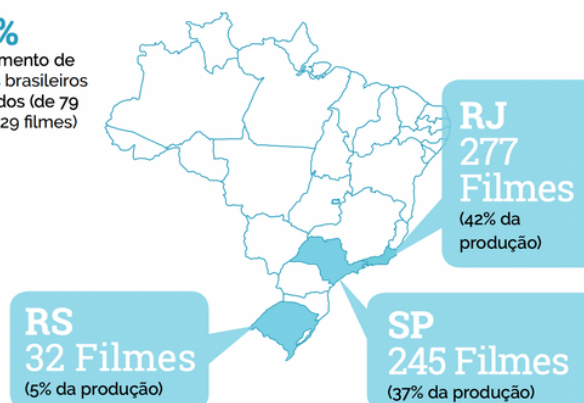 %
mento de
s brasileiros
dos (de 79
29 filmes)
RJ
277
Filmes
(42% da
produção)
RS
32 Filmes
(5% da produção)
SP
245 Filmes
(37% da produção)